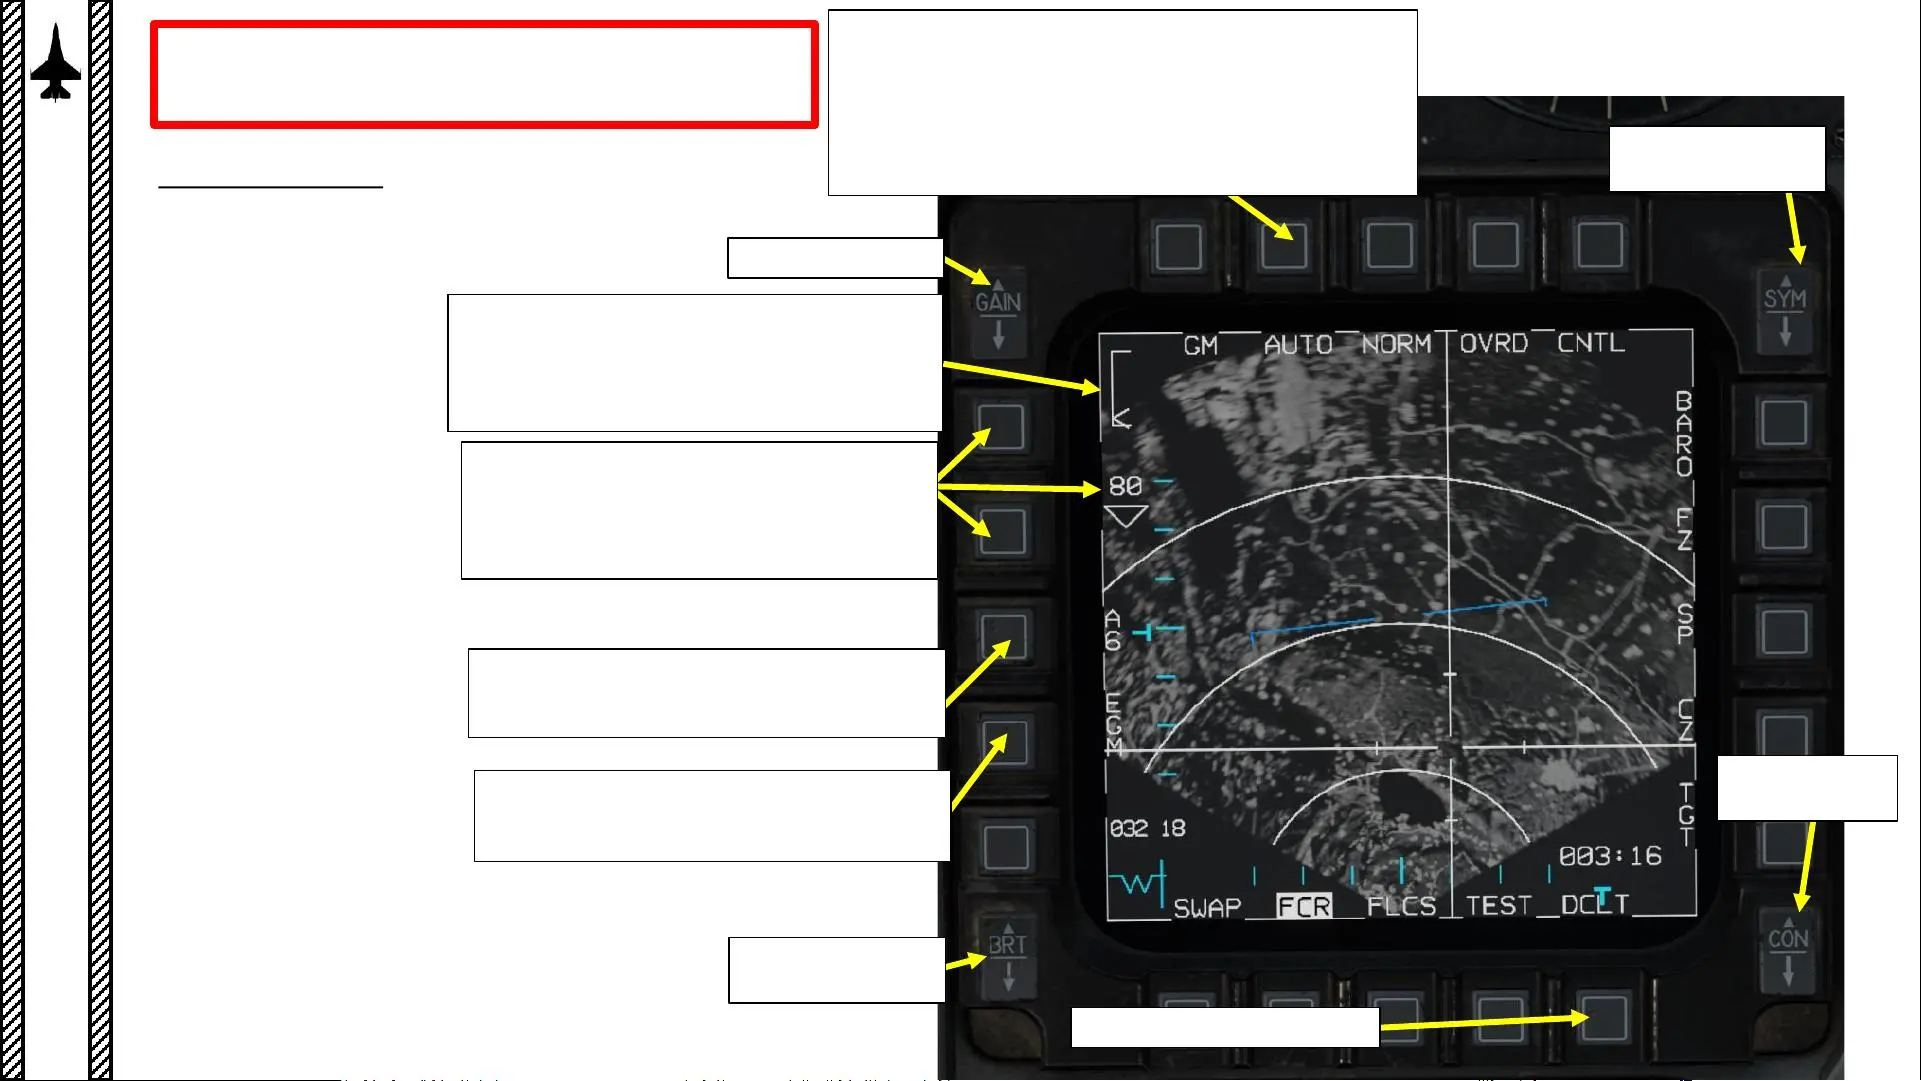 GAIN
SYM
GM AUTO NORM OVRD CNTL
BARO
80
FZ
A6
SP
EGM
CZ
TGT
032 18
003:16
SWAP FCR FLCS TEST DCLT
BRT
CON